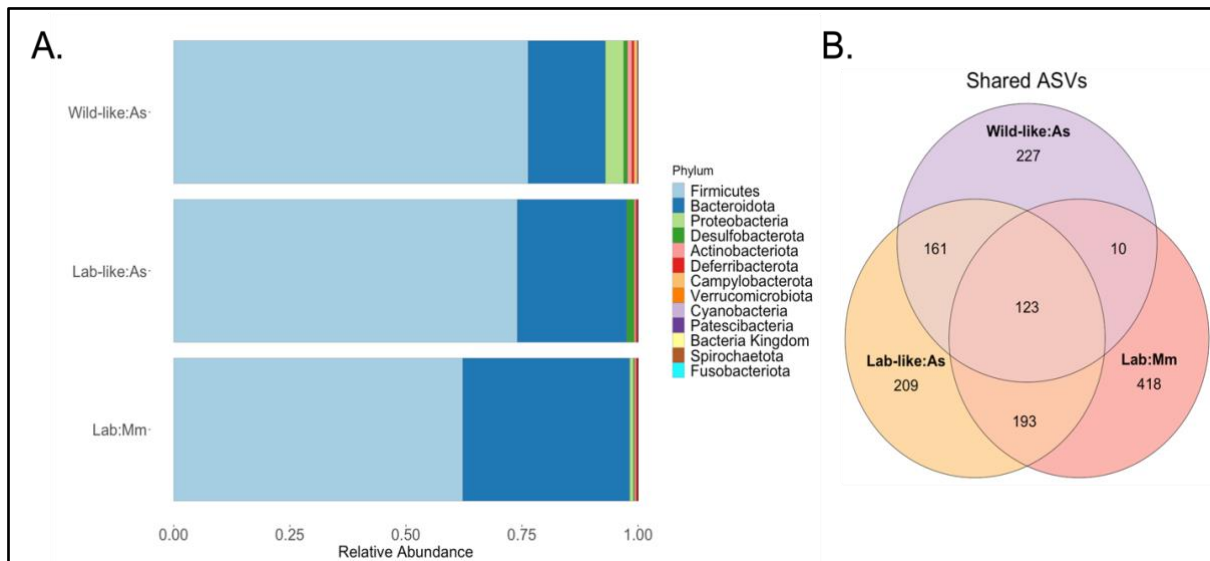 A.
Wild-like:As
Lab-like:As
Lab:Mm
0.00 0.25 0.50 0.75 1.00
Relative Abundance
Phylum
Firmicutes
Bacteroidota
Proteobacteria
Desulfobacterota
Actinobacteriota
Deferribacterota
Campylobacterota
Verrucomicrobiota
Cyanobacteria
Patescibacteria
Bacteria Kingdom
Spirochaetota
Fusobacteriota
B.
Shared ASVs
Wild-like:As
227
161
10
123
Lab-like:As
209
Lab:Mm
418
193